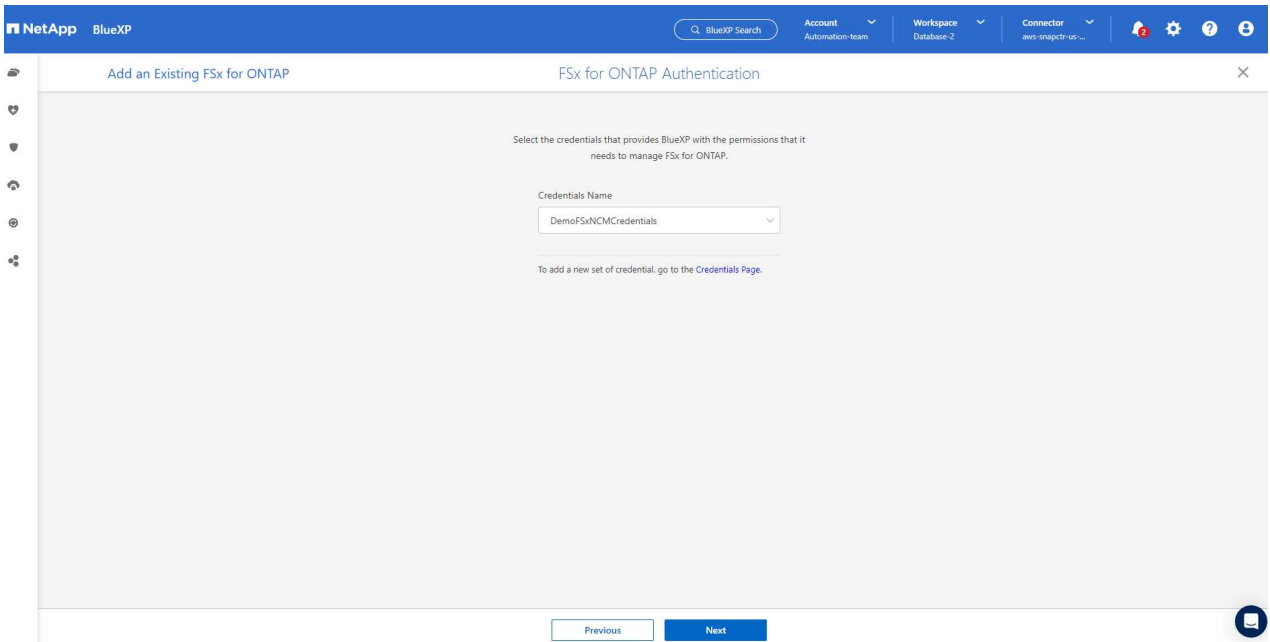 NetApp BlueXP
BlueXP Search
Account
Automation-team
Workspace
Database-2
Connector
aws-snapctr-us-...
2
Add an Existing FSx for ONTAP
FSx for ONTAP Authentication
Select the credentials that provides BlueXP with the permissions that it
needs to manage FSx for ONTAP.
Credentials Name
DemoFSxNCMCredentials
To add a new set of credential, go to the Credentials Page.
Previous
Next